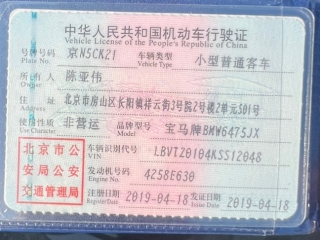 中华人民共和国机动车行驶证
Vehicle License of the People's Republic of China
号牌号码 京N5CK21 车辆类型 小型普通客车
Plate No. Vehicle Type
所有人 陈亚伟
Owner
住址 北京市房山区长阳镇祥云街3号院2号楼2单元501号
Address
使用性质 非营运 品牌型号 宝马牌BMW6475JX
Use Character Model
北京市公安局公安交通管理局
车辆识别代号 LBVTZ0104KSS12048
VIN
发动机号码 4258E630
Engine No.
注册日期 2019-04-18 发证日期 2019-04-18
Register Date Issue Date